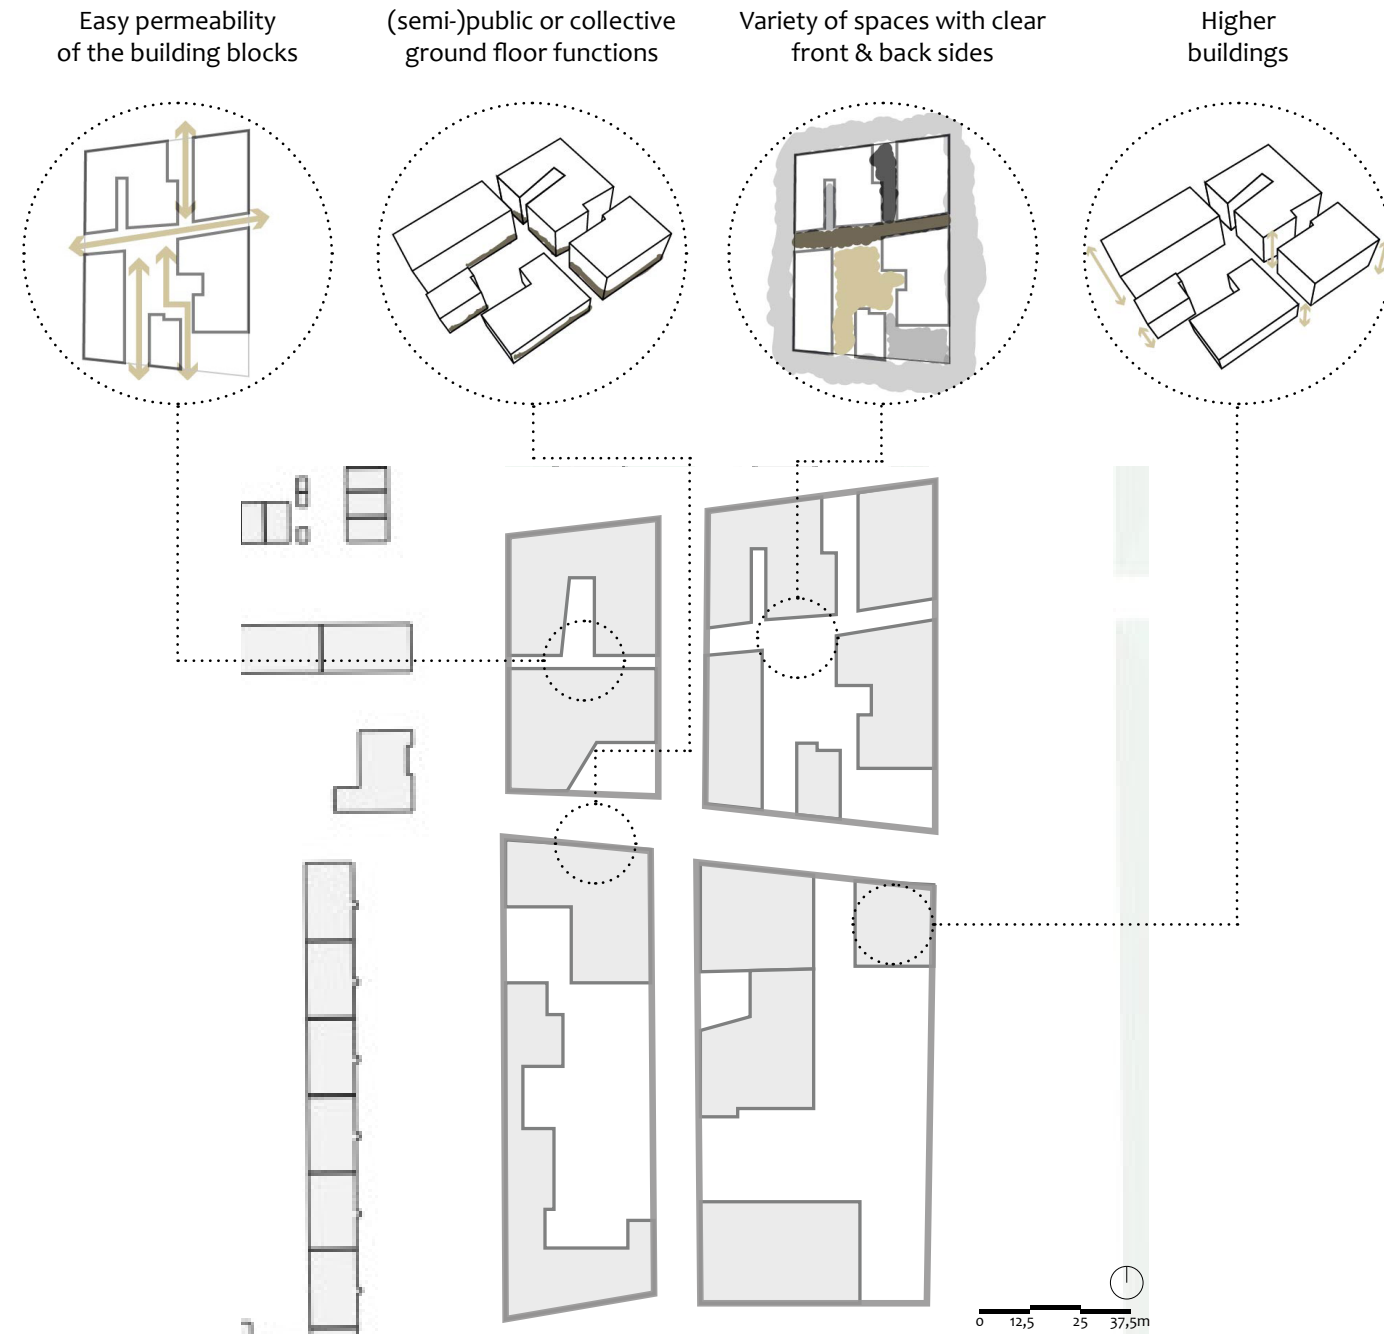 Easy permeability
of the building blocks
(semi-)public or collective
ground floor functions
Variety of spaces with clear
front & back sides
Higher
buildings
0 12,5 25 37,5m